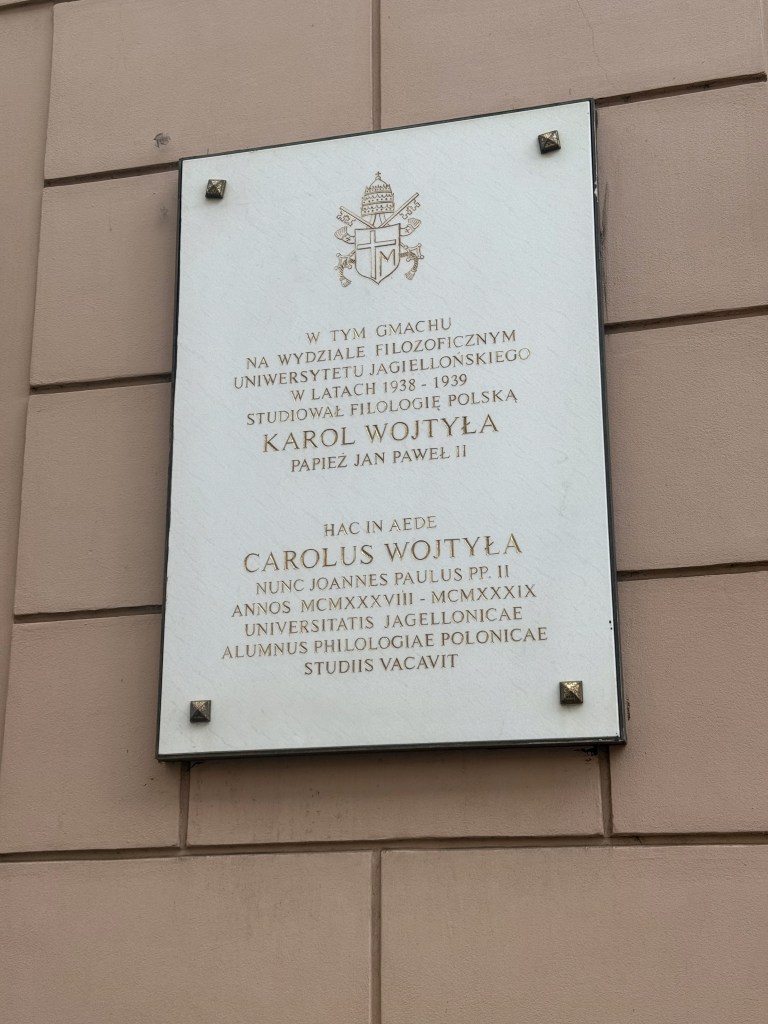 M
W TYM GMACHU
NA WYDZIALE FILOZOFICZNYM
UNIWERSYTETU JAGIELLOŃSKIEGO
W LATACH 1938 - 1939
STUDIOWAŁ FILOLOGIĘ POLSKĄ
KAROL WOJTYŁA
PAPIEŻ JAN PAWEŁ II
HAC IN AEDE
CAROLUS WOJTYŁA
NUNC JOANNES PAULUS PP. II
ANNOS MCMXXXVIII - MCMXXXIX
UNIVERSITATIS JAGELLONICAE
ALUMNUS PHILOLOGIAE POLONICAE
STUDIIS VACAVIT